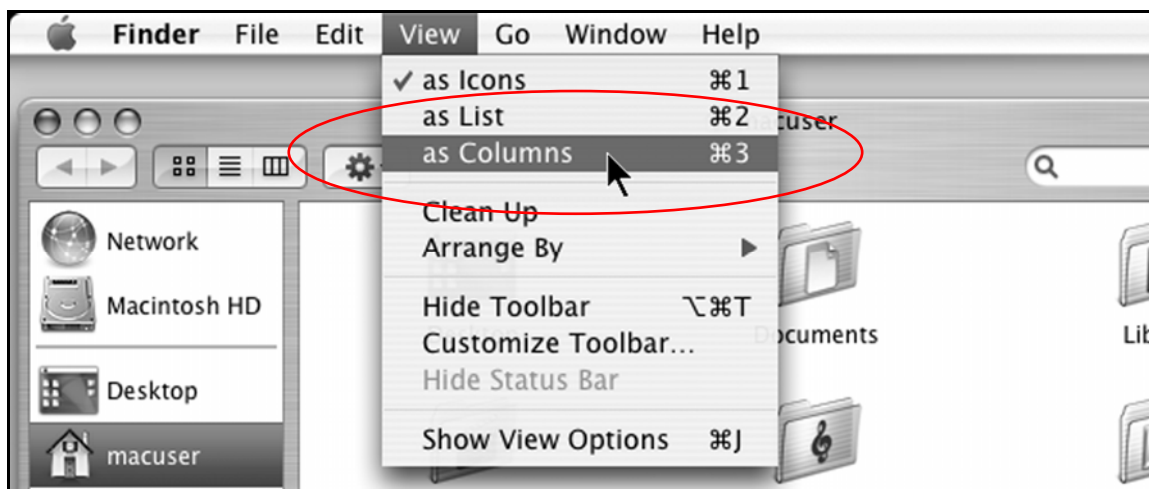 Finder File Edit View Go Window Help
✓ as Icons ⌘1
as List ⌘2
as Columns ⌘3
Clean Up
Arrange By ▶
Hide Toolbar ⌥⌘T
Customize Toolbar...
Hide Status Bar
Show View Options ⌘J
Network
Macintosh HD
Desktop
macuser
Documents